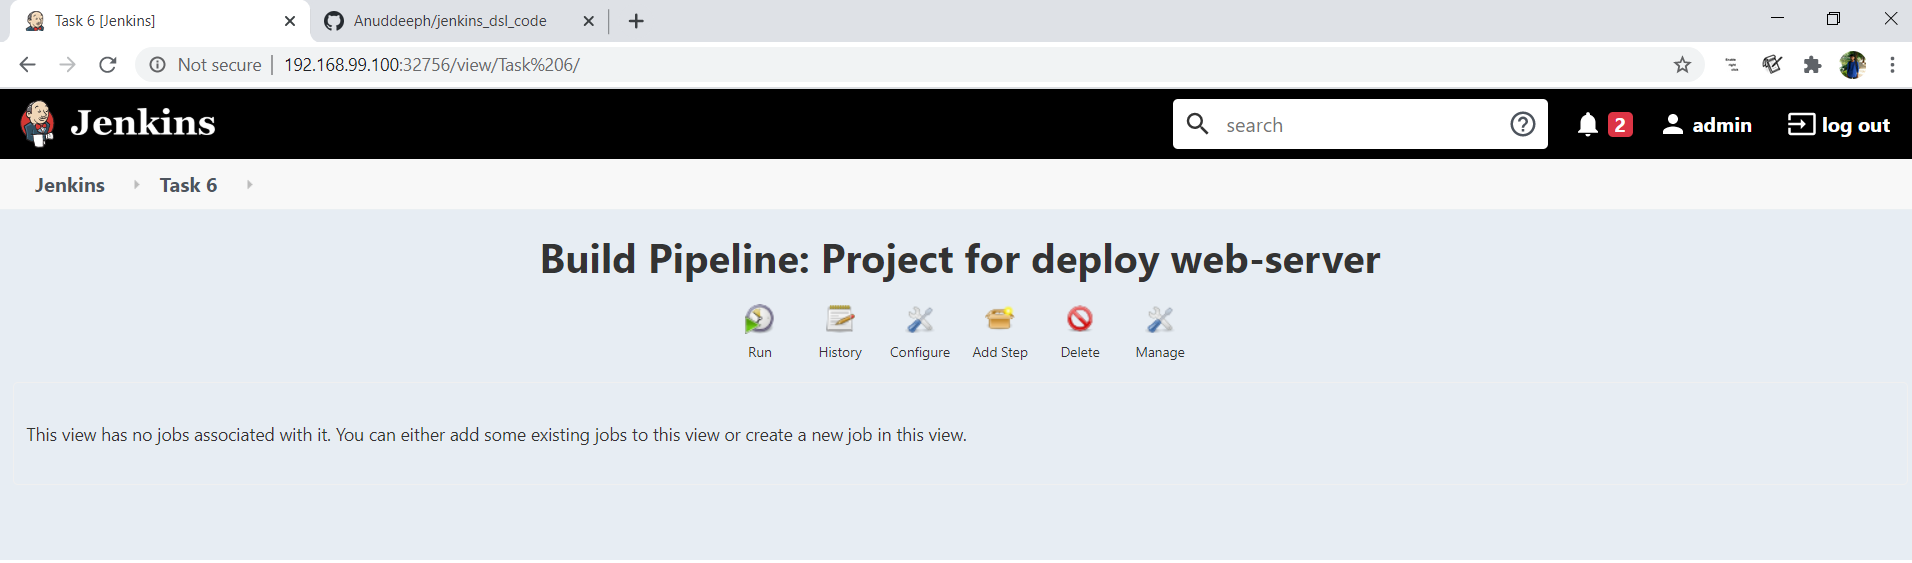 Task 6 [Jenkins]
Anuddeeph/jenkins_dsl_code
Not secure
192.168.99.100:32756/view/Task%206/
Jenkins
search
2
admin
log out
Jenkins
Task 6
Build Pipeline: Project for deploy web-server
Run
History
Configure
Add Step
Delete
Manage
This view has no jobs associated with it. You can either add some existing jobs to this view or create a new job in this view.